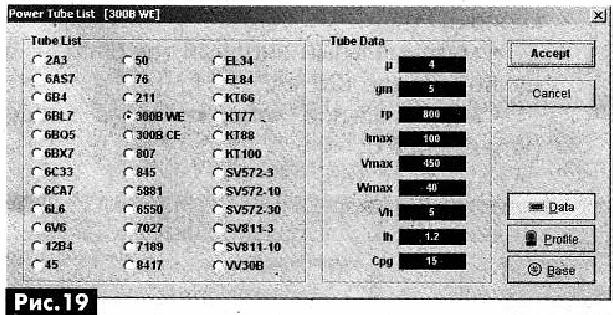 Power Tube List [300B WE]
Tube List
2A3
6AS7
6B4
6BL7
6BQ5
6BX7
6C33
6CA7
6L6
6V6
12B4
45
50
76
211
300B WE
300B CE
807
845
5881
6550
7027
7189
8417
EL34
EL84
KT66
KT77
KT88
KT100
SV572-3
SV572-10
SV572-30
SV811-3
SV811-10
VV30B
Tube Data
µ 4
gm 5
rp 800
Imax 100
Vmax 450
Wmax 40
Vh 5
Ih 1.2
Cpg 15
Accept
Cancel
Data
Profile
Base
Рис.19